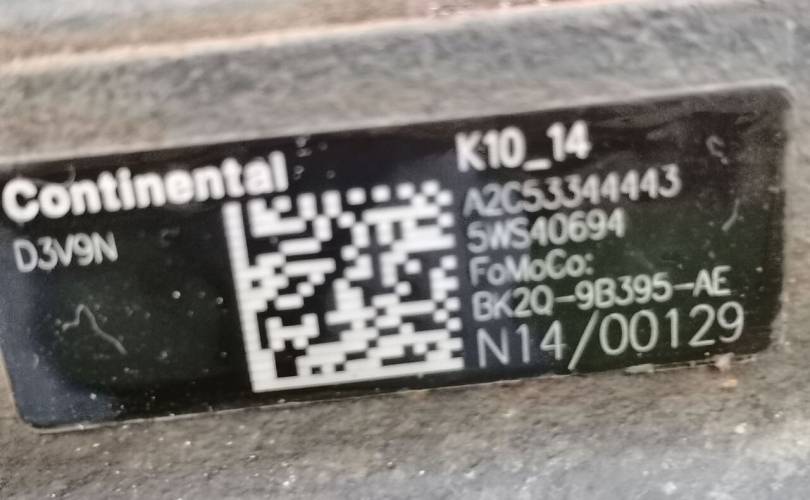 Continental
D3V9N
K10_14
A2C53344443
5WS40694
FoMoCo:
BK2Q-9B395-AE
N14/00129